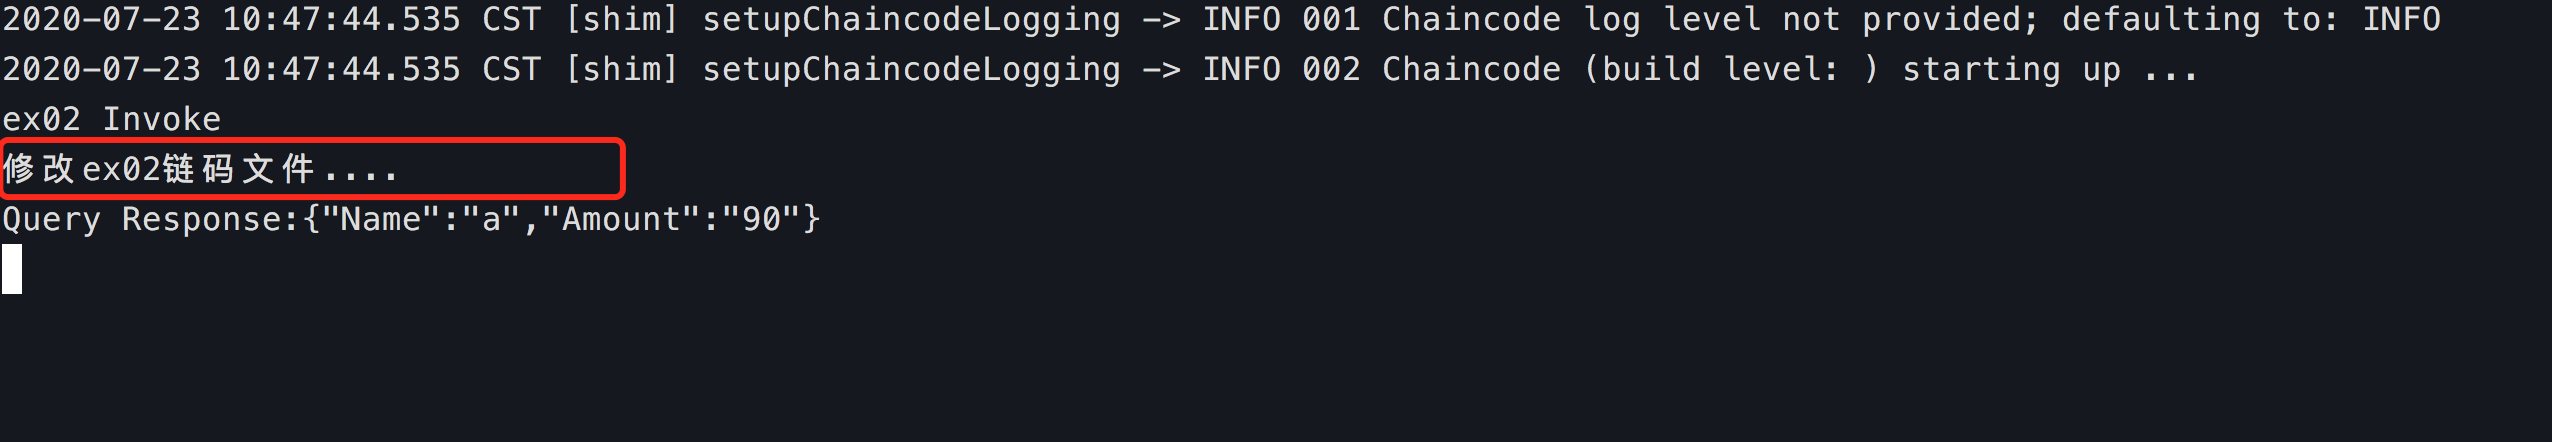 2020-07-23 10:47:44.535 CST [shim] setupChaincodeLogging -> INFO 001 Chaincode log level not provided; defaulting to: INFO
2020-07-23 10:47:44.535 CST [shim] setupChaincodeLogging -> INFO 002 Chaincode (build level: ) starting up ...
ex02 Invoke
修改ex02链码文件....
Query Response:{"Name":"a","Amount":"90"}